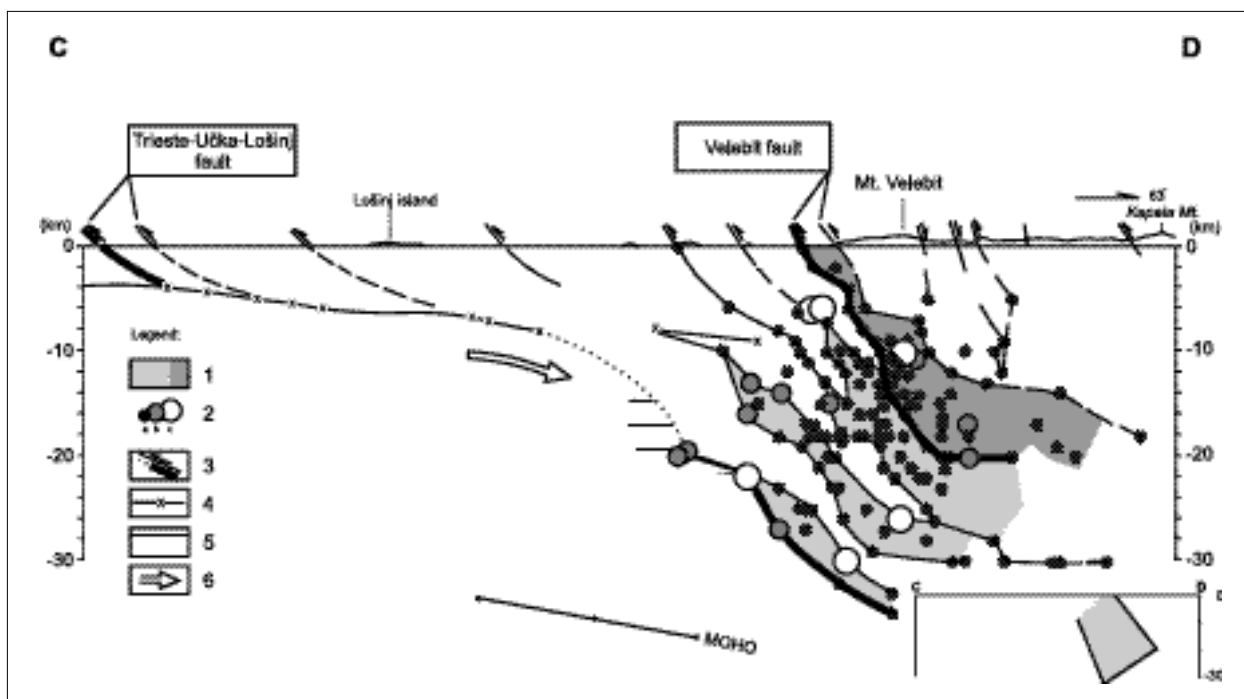 C
D
Trieste-Učka-Lošinj
fault
Velebit fault
Mt. Velebit
Lošinj island
63°
Kapela Mt.
(km)
(km)
0
0
Legend:
-10
-10
1
2
a b c
-20
-20
3
4
5
-30
-30
6
C
D
0
MOHO
-30